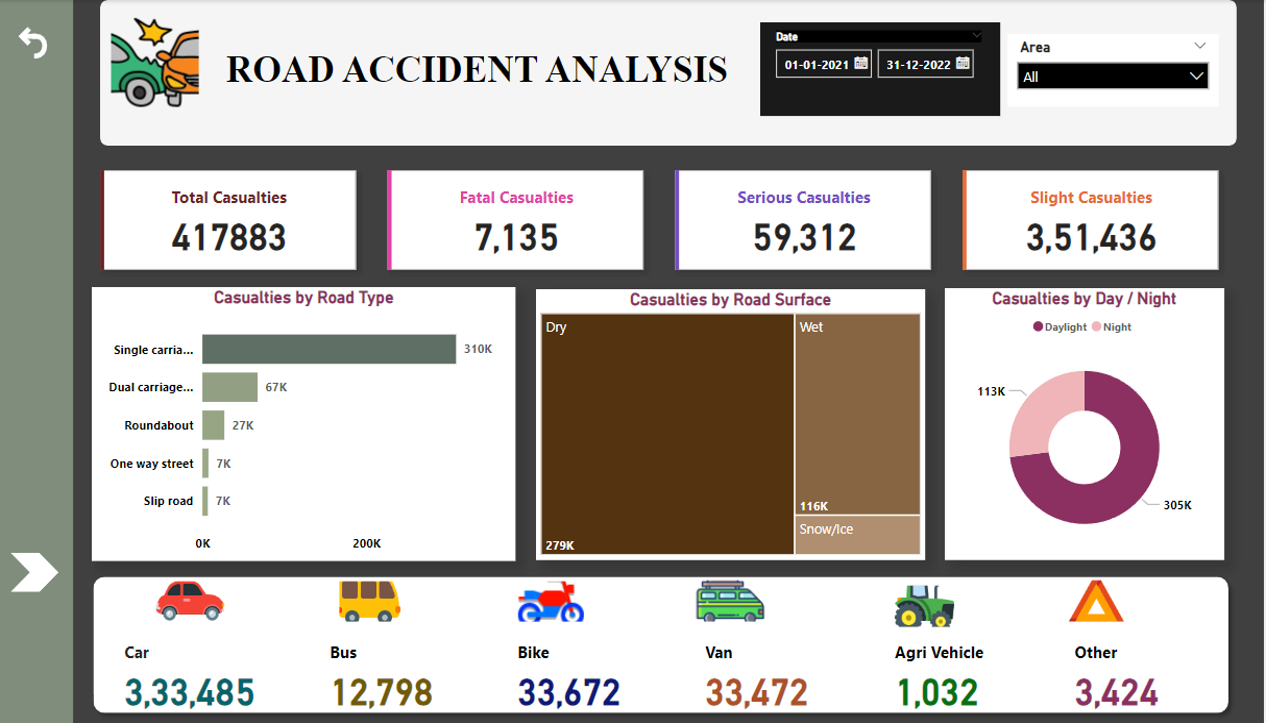 ROAD ACCIDENT ANALYSIS
Date
01-01-2021 31-12-2022
Area
All
Total Casualties
417883
Fatal Casualties
7,135
Serious Casualties
59,312
Slight Casualties
3,51,436
Casualties by Road Type
Single carria... 310K
Dual carriage... 67K
Roundabout 27K
One way street 7K
Slip road 7K
0K 200K
Casualties by Road Surface
Dry
279K
Wet
116K
Snow/Ice
Casualties by Day / Night
Daylight Night
113K
305K
Car
3,33,485
Bus
12,798
Bike
33,672
Van
33,472
Agri Vehicle
1,032
Other
3,424